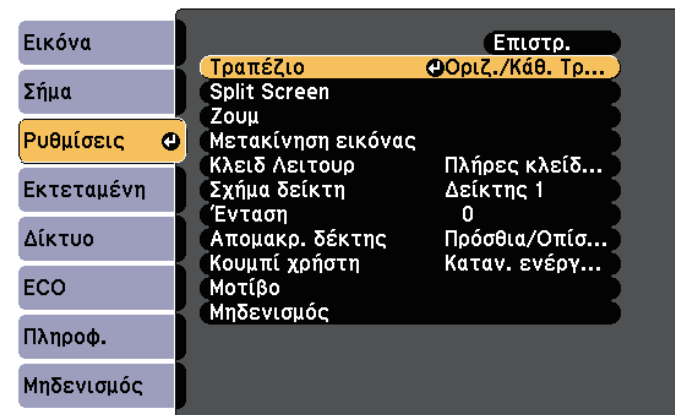 Εικόνα
Σήμα
Ρυθμίσεις
Εκτεταμένη
Δίκτυο
ECO
Πληροφ.
Μηδενισμός
Επιστρ.
Τραπέζιο Οριζ./Κάθ. Τρ...
Split Screen
Ζουμ
Μετακίνηση εικόνας
Κλειδ Λειτουρ Πλήρες κλείδ...
Σχήμα δείκτη Δείκτης 1
Ένταση 0
Απομακρ. δέκτης Πρόσθια/Οπίσ...
Κουμπί χρήστη Καταν. ενέργ...
Μοτίβο
Μηδενισμός